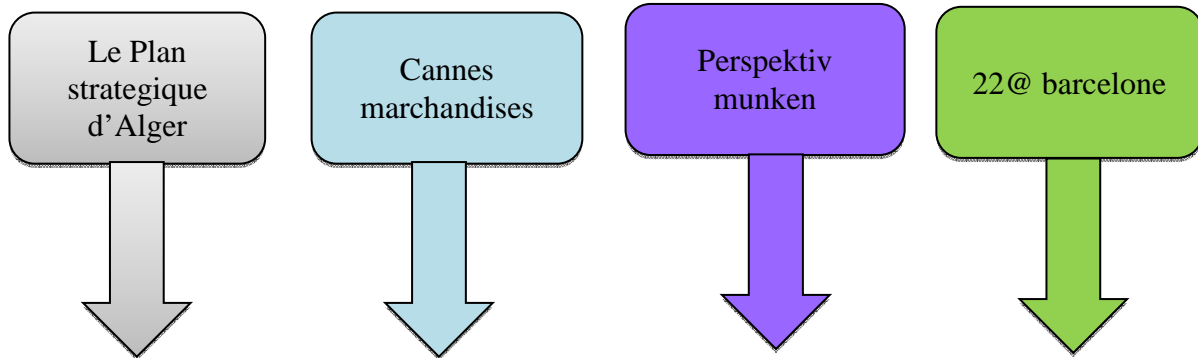 Le Plan
strategique
d’Alger
Cannes
marchandises
Perspektiv
munken
22@ barcelone